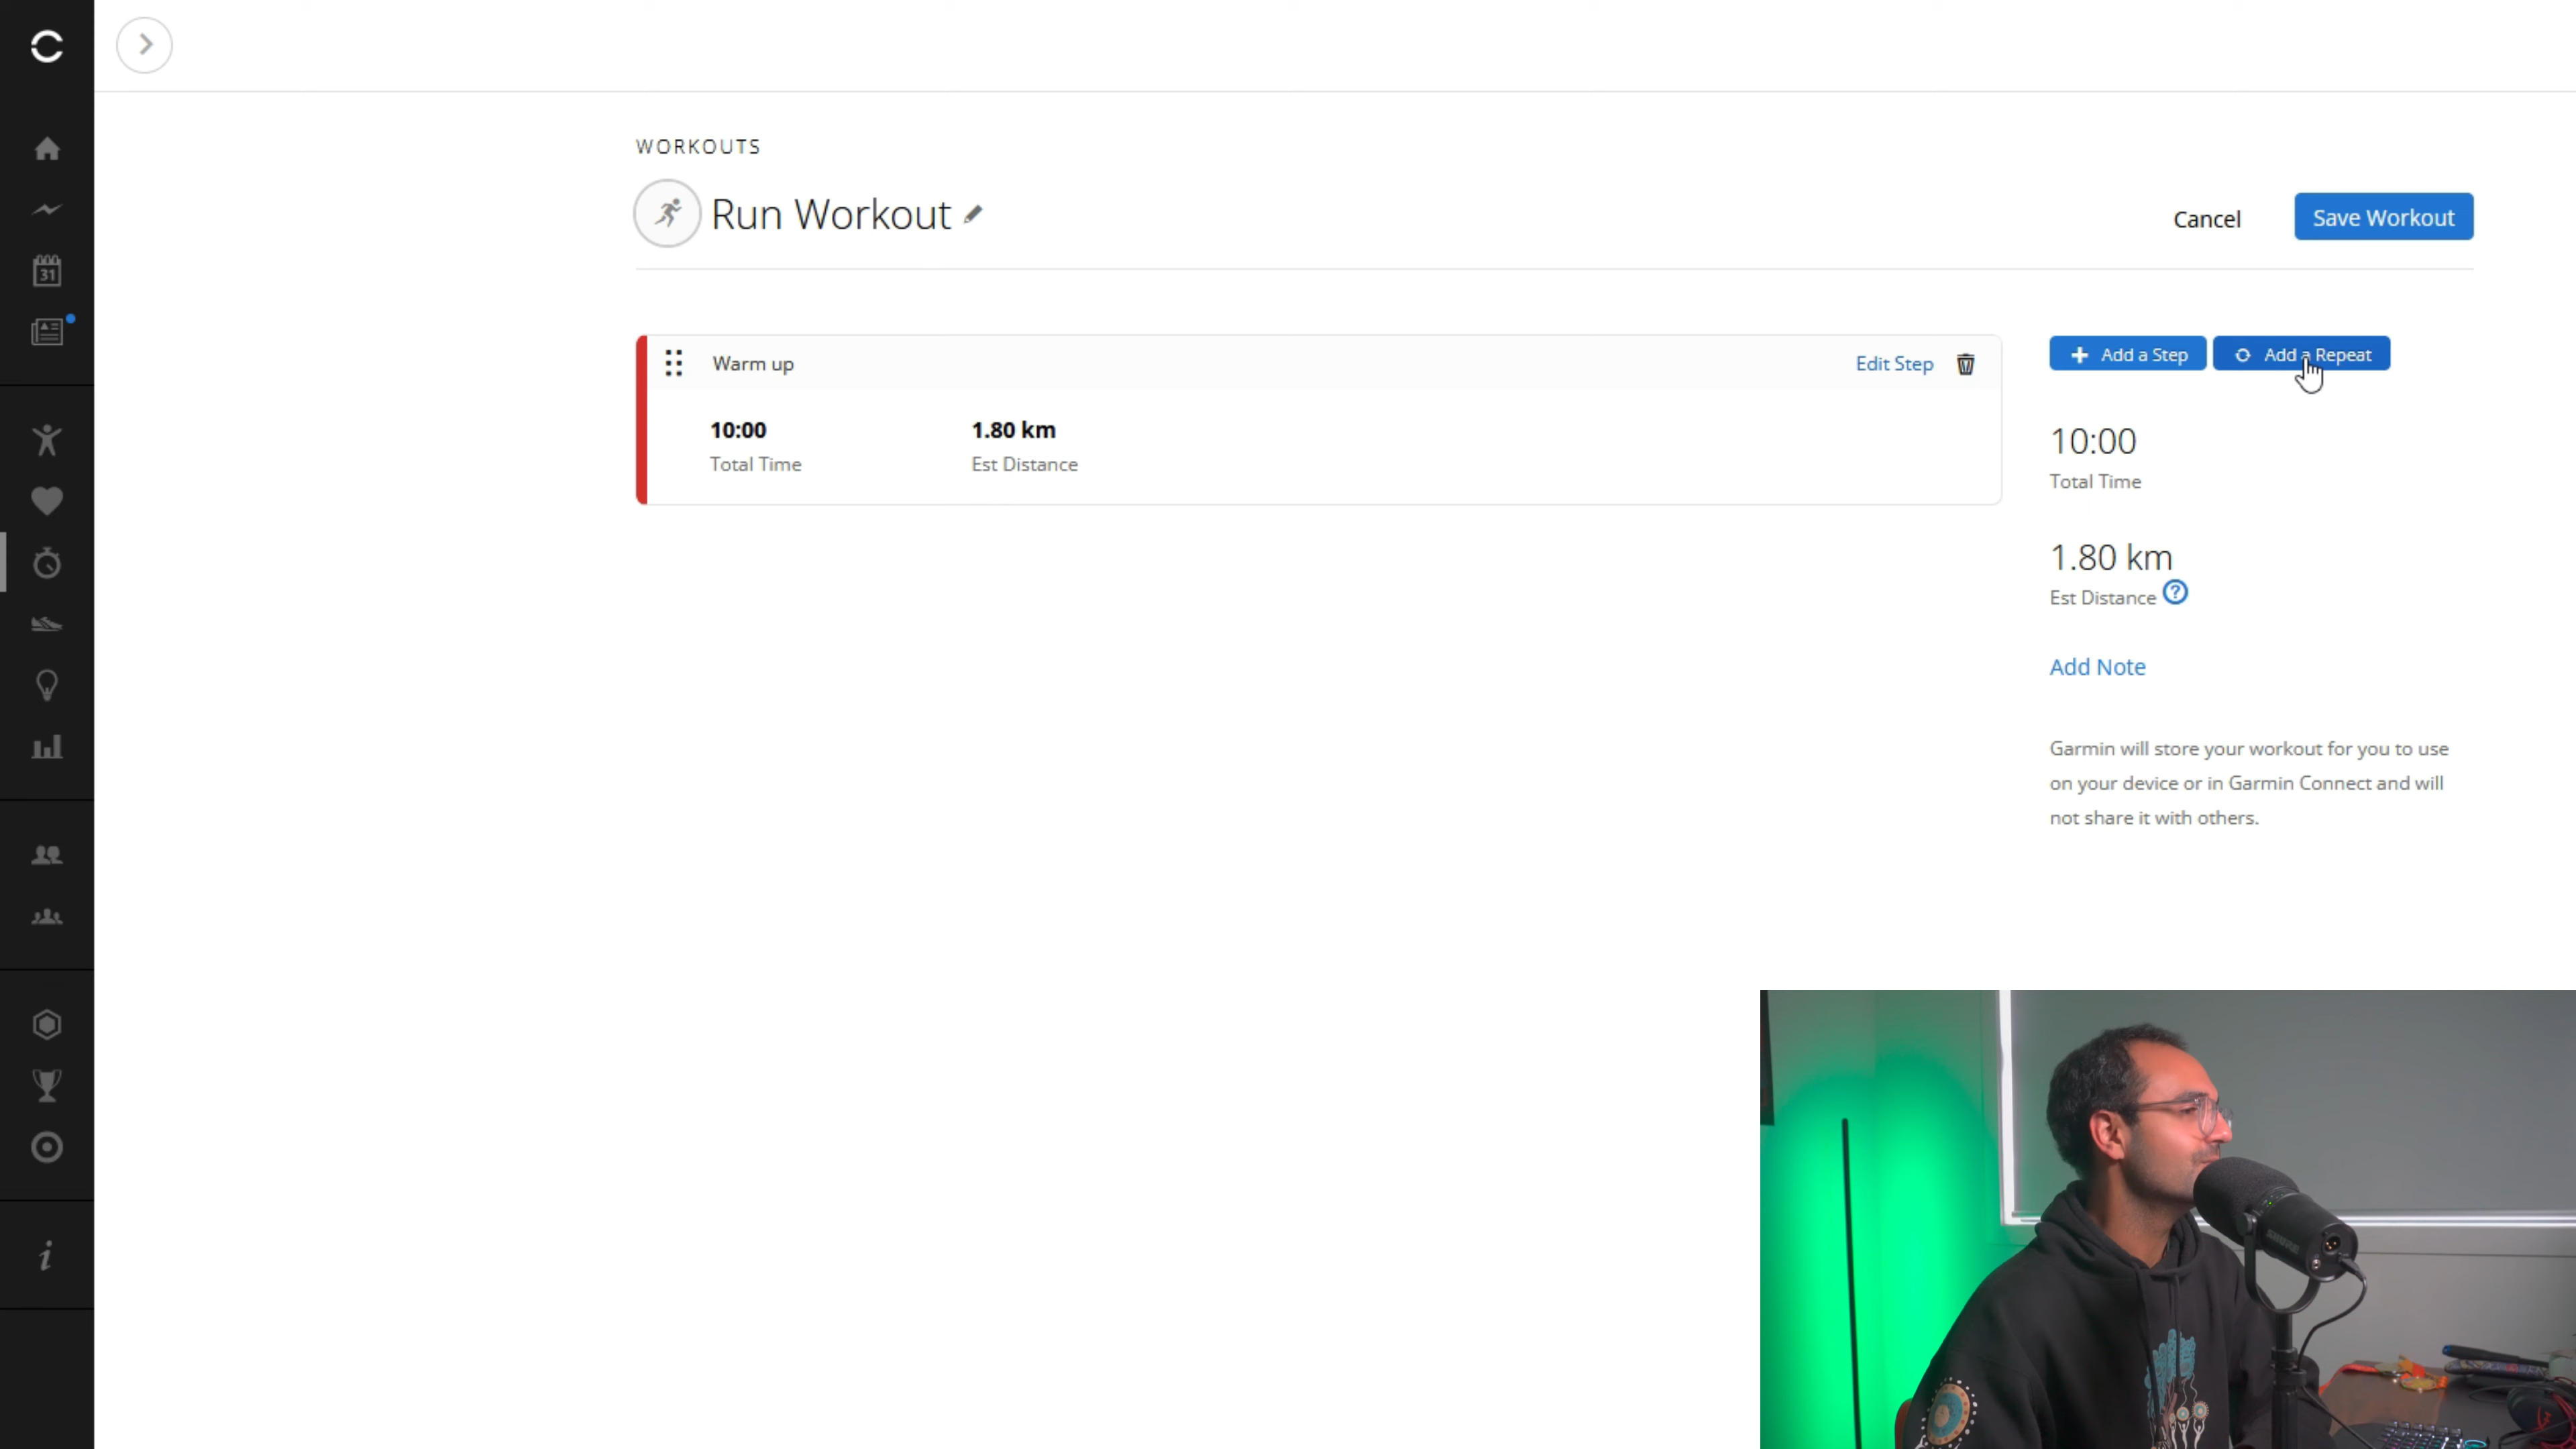 WORKOUTS
Run Workout
Cancel
Save Workout
Warm up
Edit Step
10:00
Total Time
1.80 km
Est Distance
Add a Step
Add a Repeat
10:00
Total Time
1.80 km
Est Distance ?
Add Note
Garmin will store your workout for you to use
on your device or in Garmin Connect and will
not share it with others.
31
i